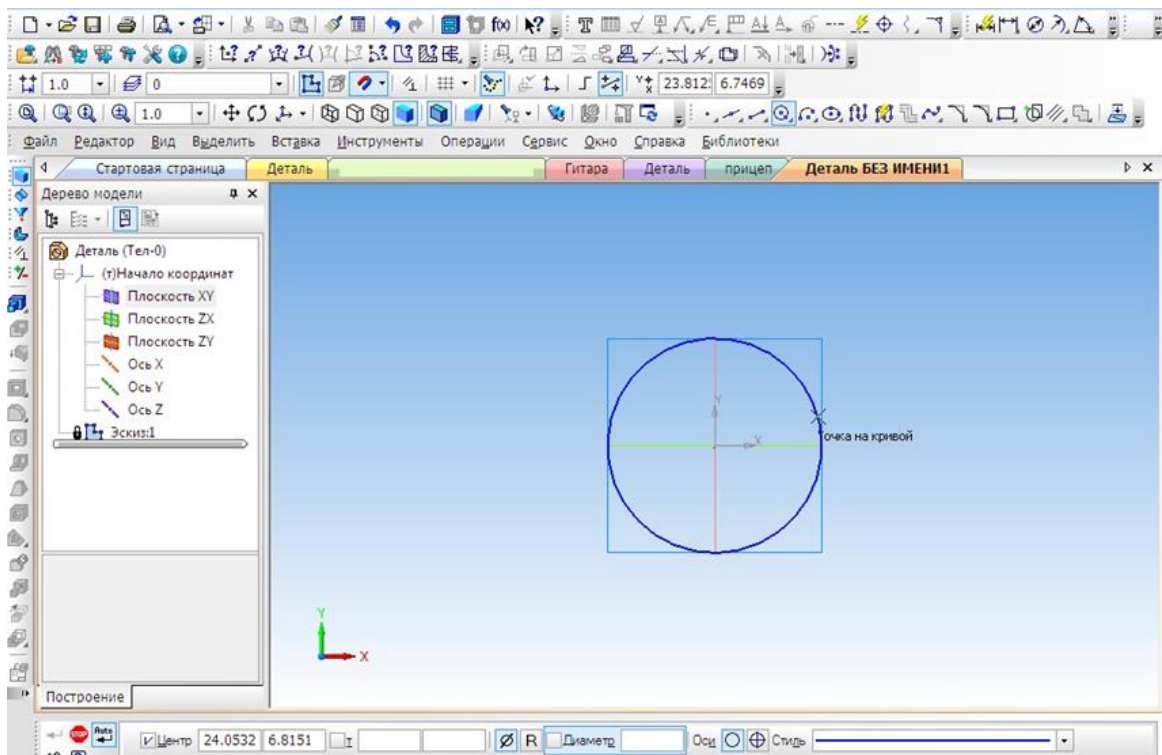 f(x)
1.0 0 23.812 6.7469
1.0
Файл Редактор Вид Выделить Вставка Инструменты Операции Сервис Окно Справка Библиотеки
Стартовая страница Деталь Гитара Деталь прицеп Деталь БЕЗ ИМЕНИ1
Дерево модели
Деталь (Тел-0)
(т)Начало координат
Плоскость XY
Плоскость ZX
Плоскость ZY
Ось X
Ось Y
Ось Z
Эскиз:1
Y
X
очка на кривой
Y
X
Построение
STOP Auto
Центр 24.0532 6.8151 т Ø R Диаметр Оси Стиль